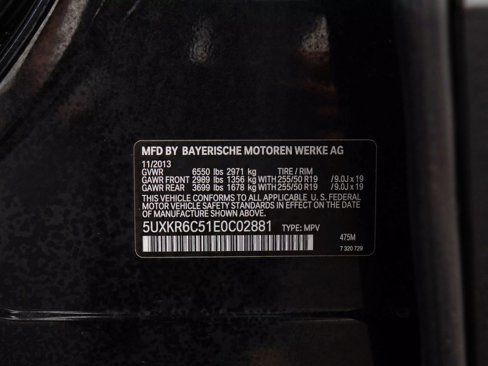 MFD BY BAYERISCHE MOTOREN WERKE AG
11/2013
GVWR 6550 lbs 2971 kg TIRE / RIM
GAWR FRONT 2989 lbs 1356 kg WITH 255/50 R19 /9.0J x 19
GAWR REAR 3699 lbs 1678 kg WITH 255/50 R19 /9.0J x 19
THIS VEHICLE CONFORMS TO ALL APPLICABLE U. S. FEDERAL
MOTOR VEHICLE SAFETY STANDARDS IN EFFECT ON THE DATE
OF MANUFACTURE SHOWN ABOVE.
5UXKR6C51E0C02881 TYPE: MPV
475M
7 320 729